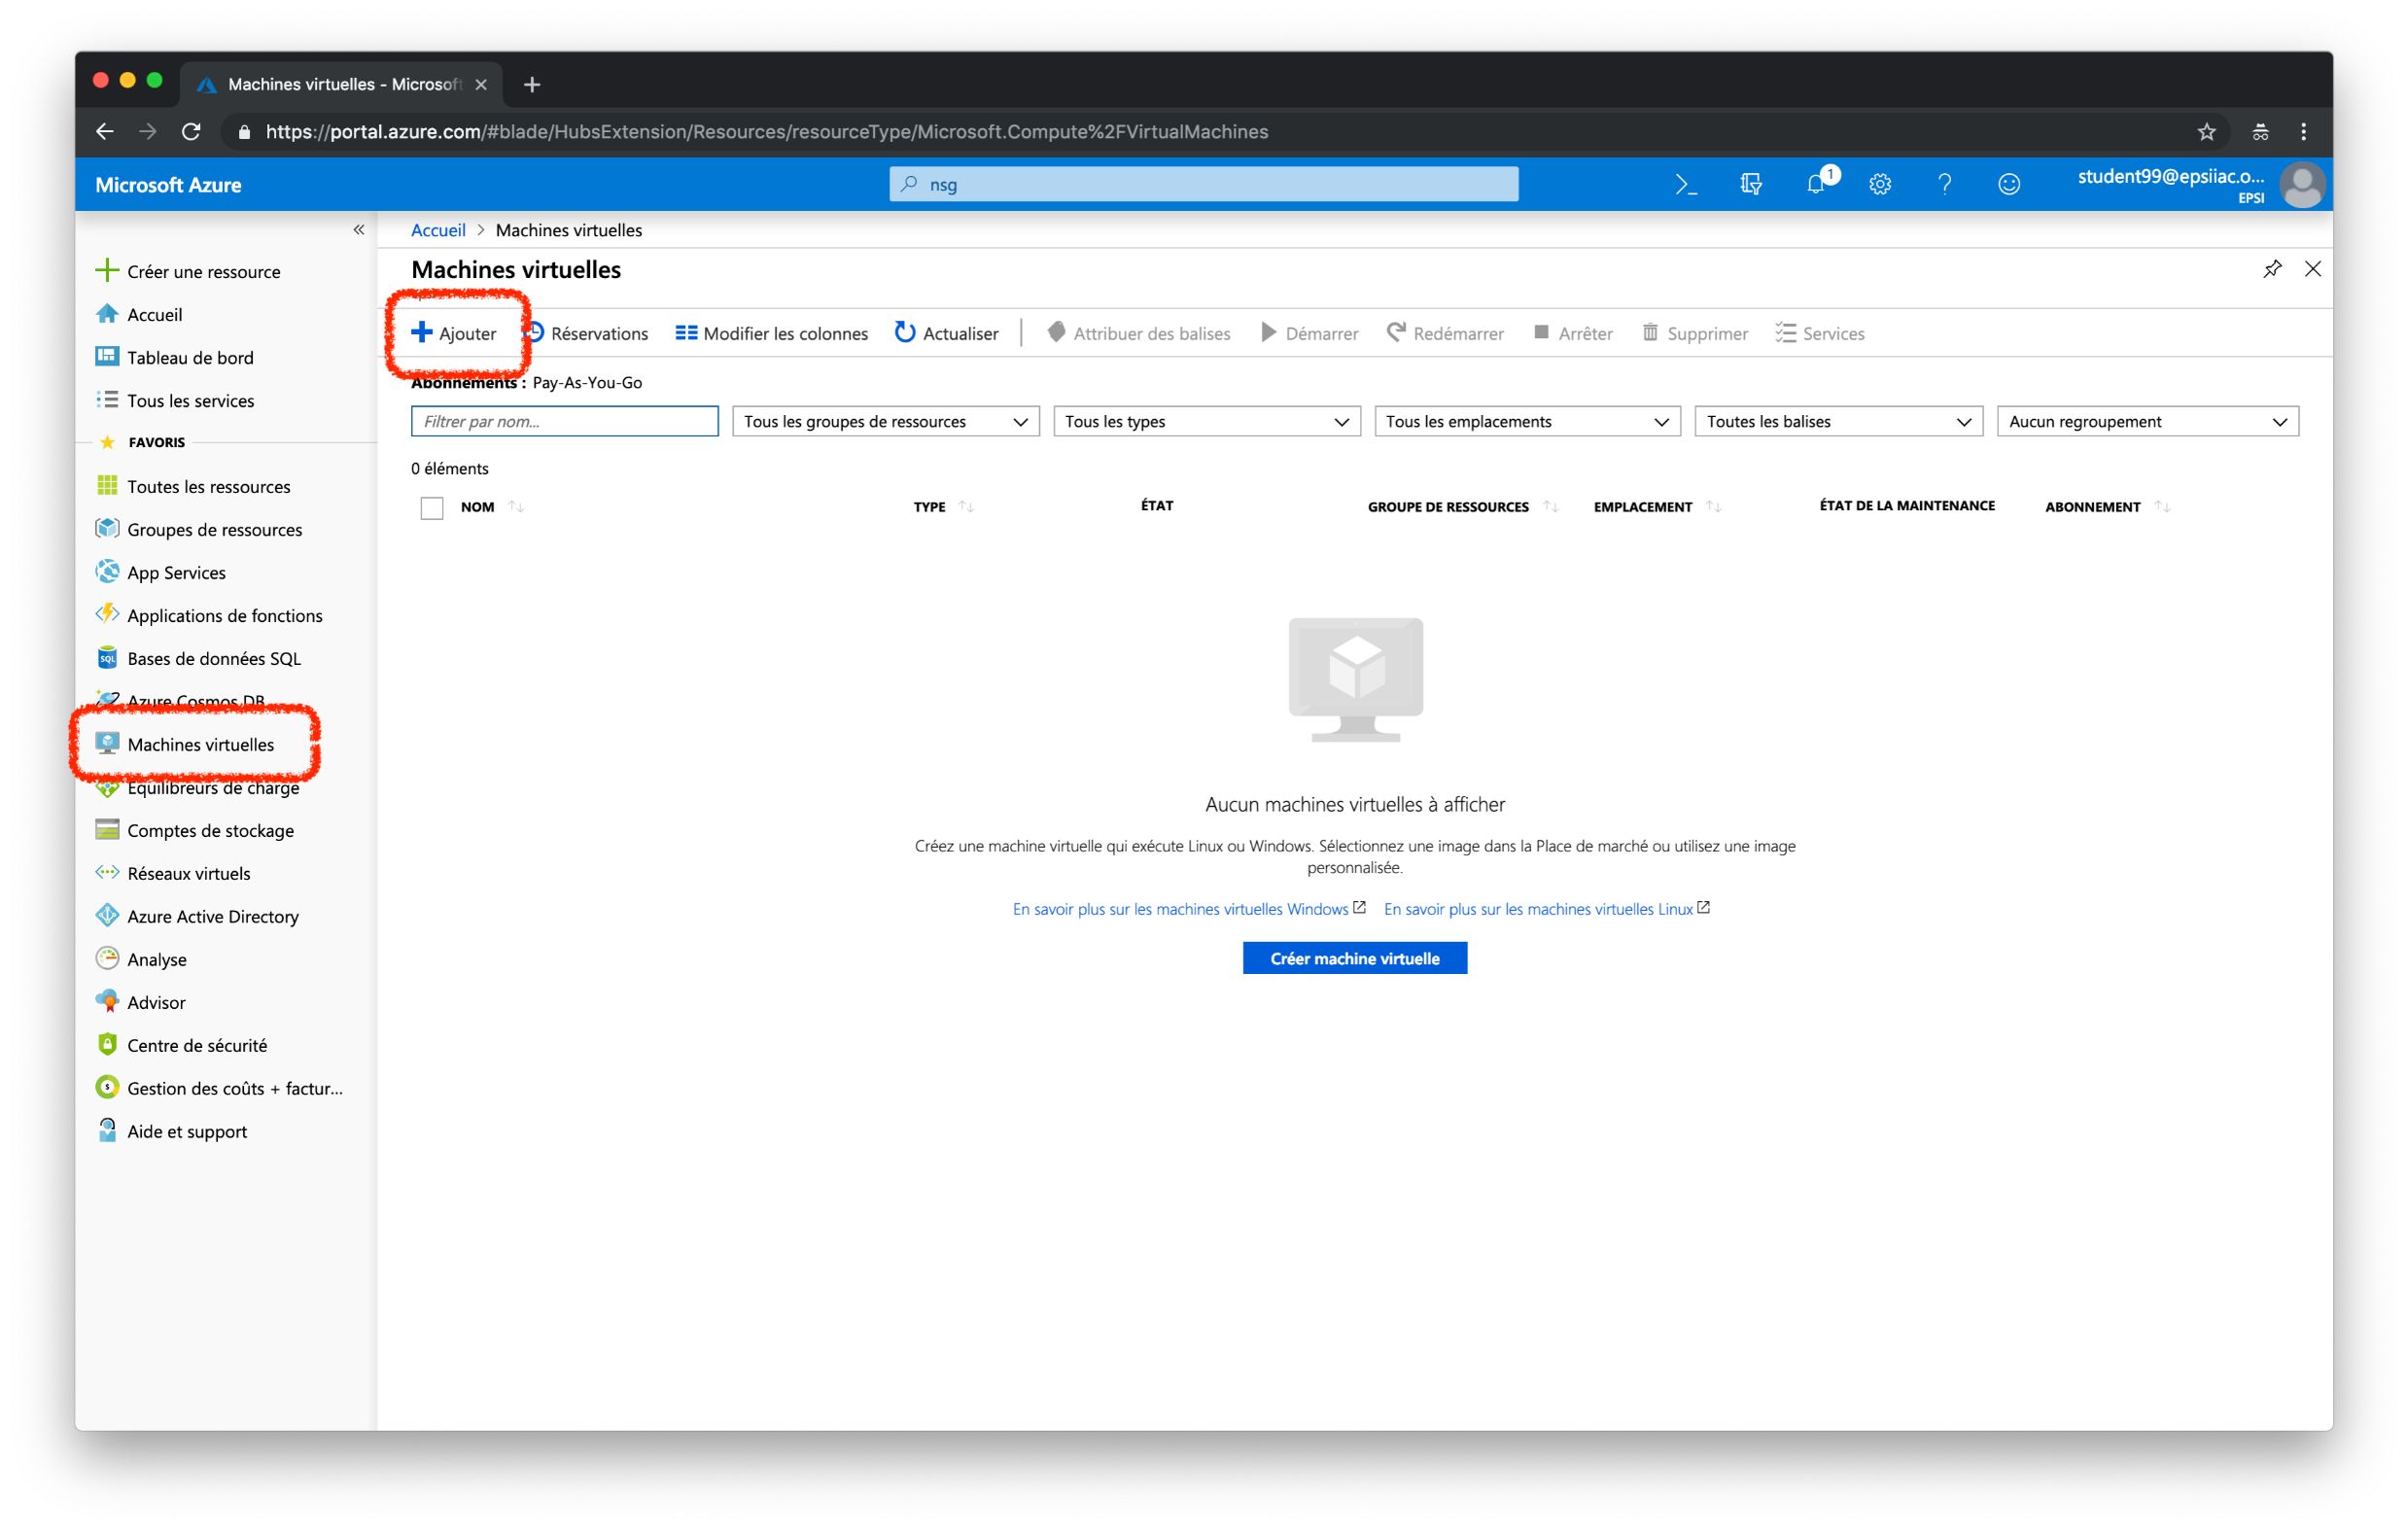 Machines virtuelles - Microsoft
https://portal.azure.com/#blade/HubsExtension/Resources/resourceType/Microsoft.Compute%2FVirtualMachines
Microsoft Azure
nsg
1
student99@epsiiac.o...
EPSI
«
Créer une ressource
Accueil
Tableau de bord
Tous les services
FAVORIS
Toutes les ressources
Groupes de ressources
App Services
Applications de fonctions
SQL Bases de données SQL
Azure Cosmos DB
Machines virtuelles
Équilibreurs de charge
Comptes de stockage
Réseaux virtuels
Azure Active Directory
Analyse
Advisor
Centre de sécurité
Gestion des coûts + factur...
Aide et support
Accueil > Machines virtuelles
Machines virtuelles
Ajouter Réservations Modifier les colonnes Actualiser Attribuer des balises Démarrer Redémarrer Arrêter Supprimer Services
Abonnements : Pay-As-You-Go
Filtrer par nom... Tous les groupes de ressources Tous les types Tous les emplacements Toutes les balises Aucun regroupement
0 éléments
NOM TYPE ÉTAT GROUPE DE RESSOURCES EMPLACEMENT ÉTAT DE LA MAINTENANCE ABONNEMENT
Aucun machines virtuelles à afficher
Créez une machine virtuelle qui exécute Linux ou Windows. Sélectionnez une image dans la Place de marché ou utilisez une image
personnalisée.
En savoir plus sur les machines virtuelles Windows En savoir plus sur les machines virtuelles Linux
Créer machine virtuelle